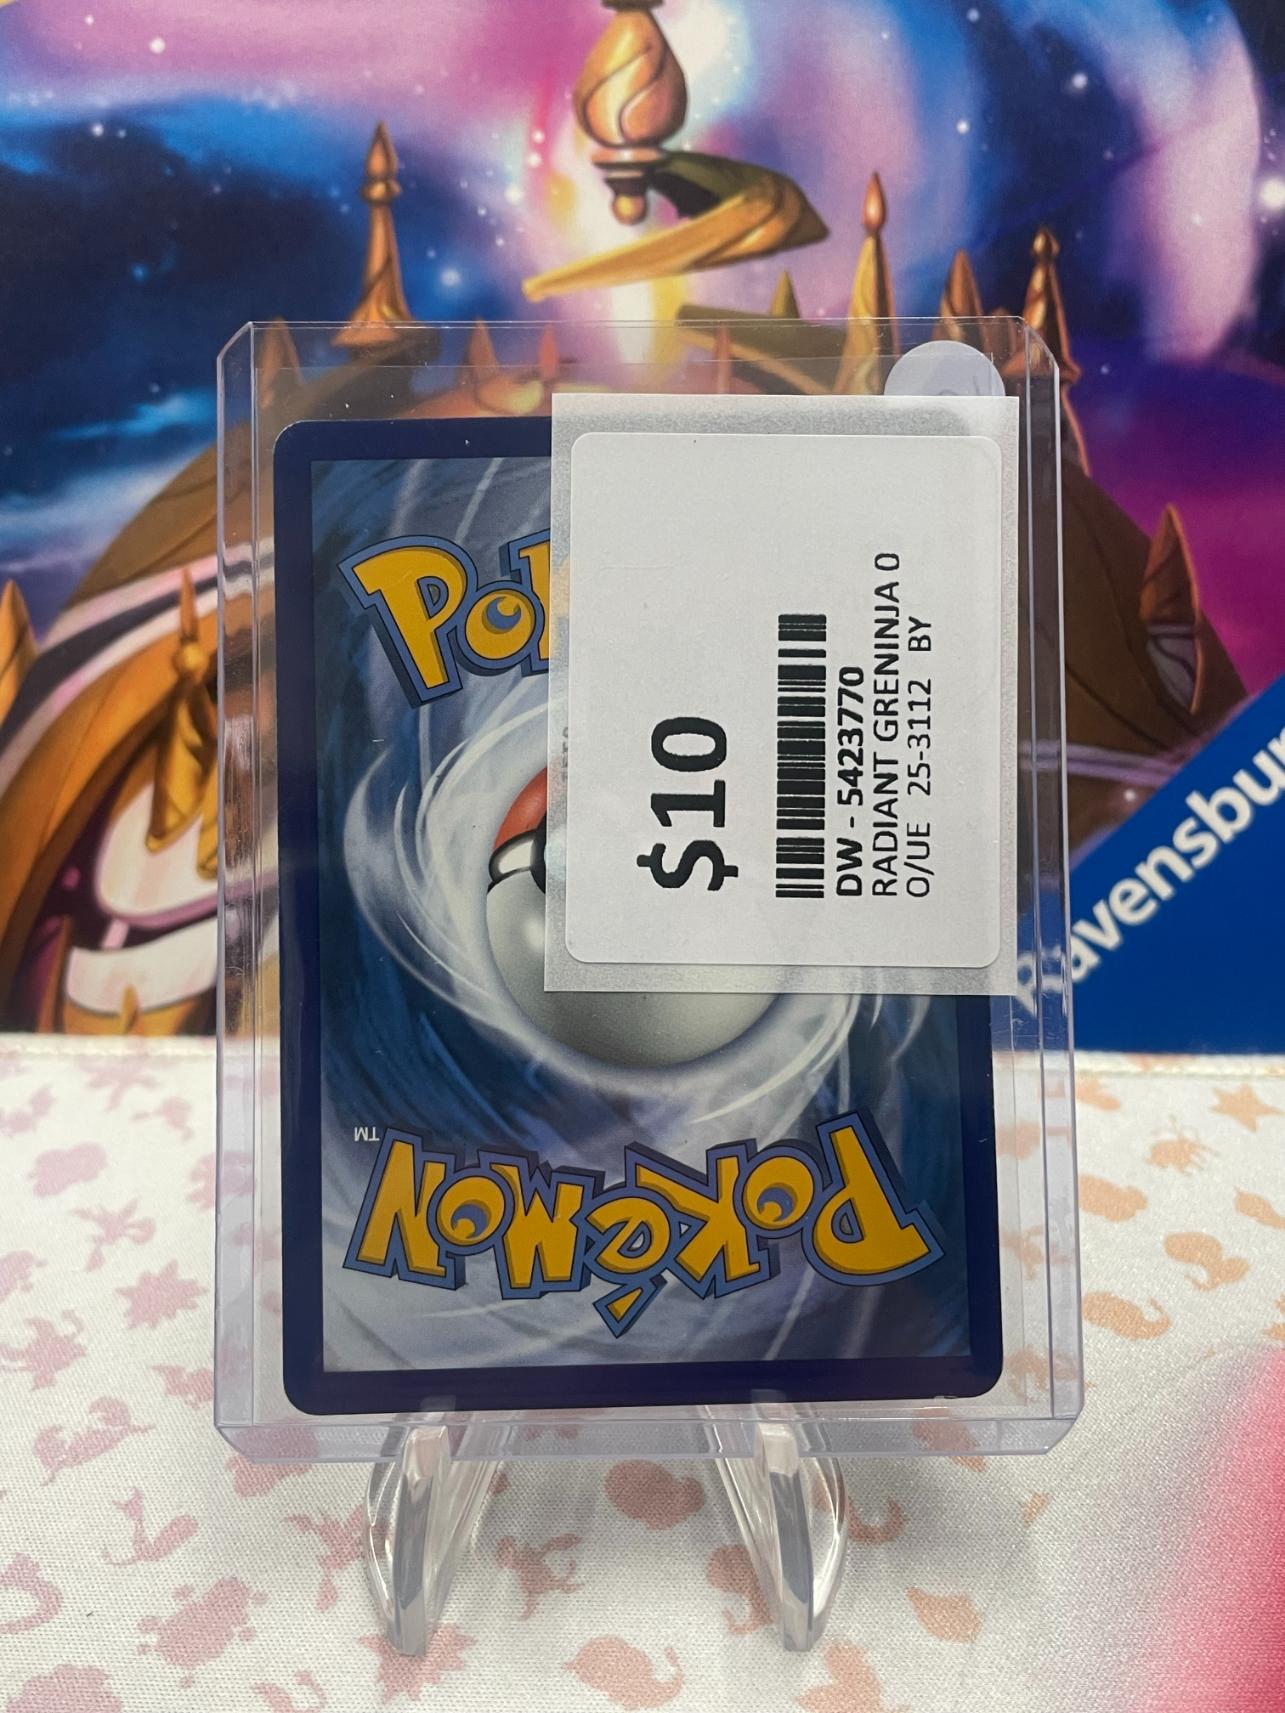 $10
DW - 5423770
RADIANT GRENINJA 0
O/UE 25-3112 BY
POKéMON
TM
Ravensbur